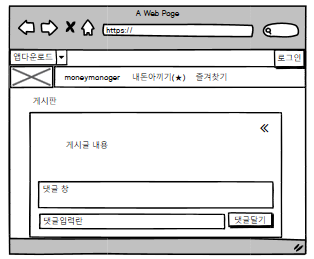 A Web Page
https://
앱다운로드 로그인
moneymanager 내돈아끼기(★) 즐겨찾기
게시판
《
게시글 내용
댓글 창
댓글입력란 댓글달기